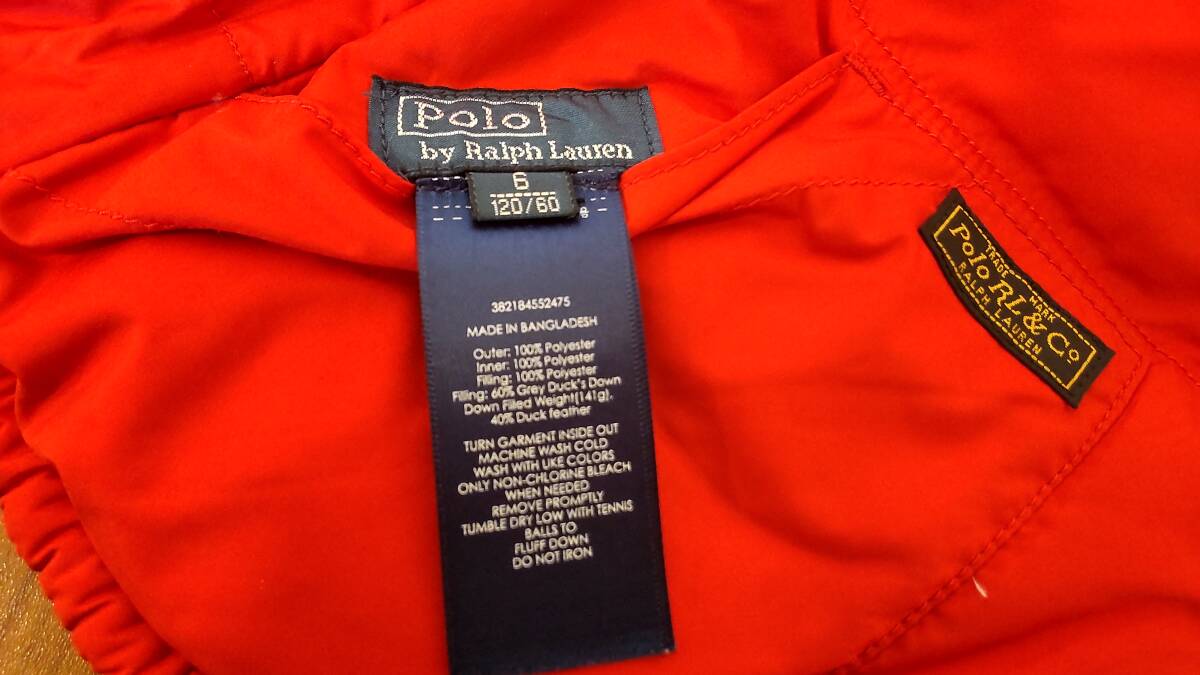 Polo
by Ralph Lauren
6
120/60
382184552475
MADE IN BANGLADESH
Outer: 100% Polyester
Inner: 100% Polyester
Filling: 100% Polyester
Filling: 60% Grey Duck's Down
Down Filled Weight(141g),
40% Duck feather
TURN GARMENT INSIDE OUT
MACHINE WASH COLD
WASH WITH LIKE COLORS
ONLY NON-CHLORINE BLEACH
WHEN NEEDED
REMOVE PROMPTLY
TUMBLE DRY LOW WITH TENNIS
BALLS TO
FLUFF DOWN
DO NOT IRON
TRADE MARK
Polo RL & Co
RALPH LAUREN